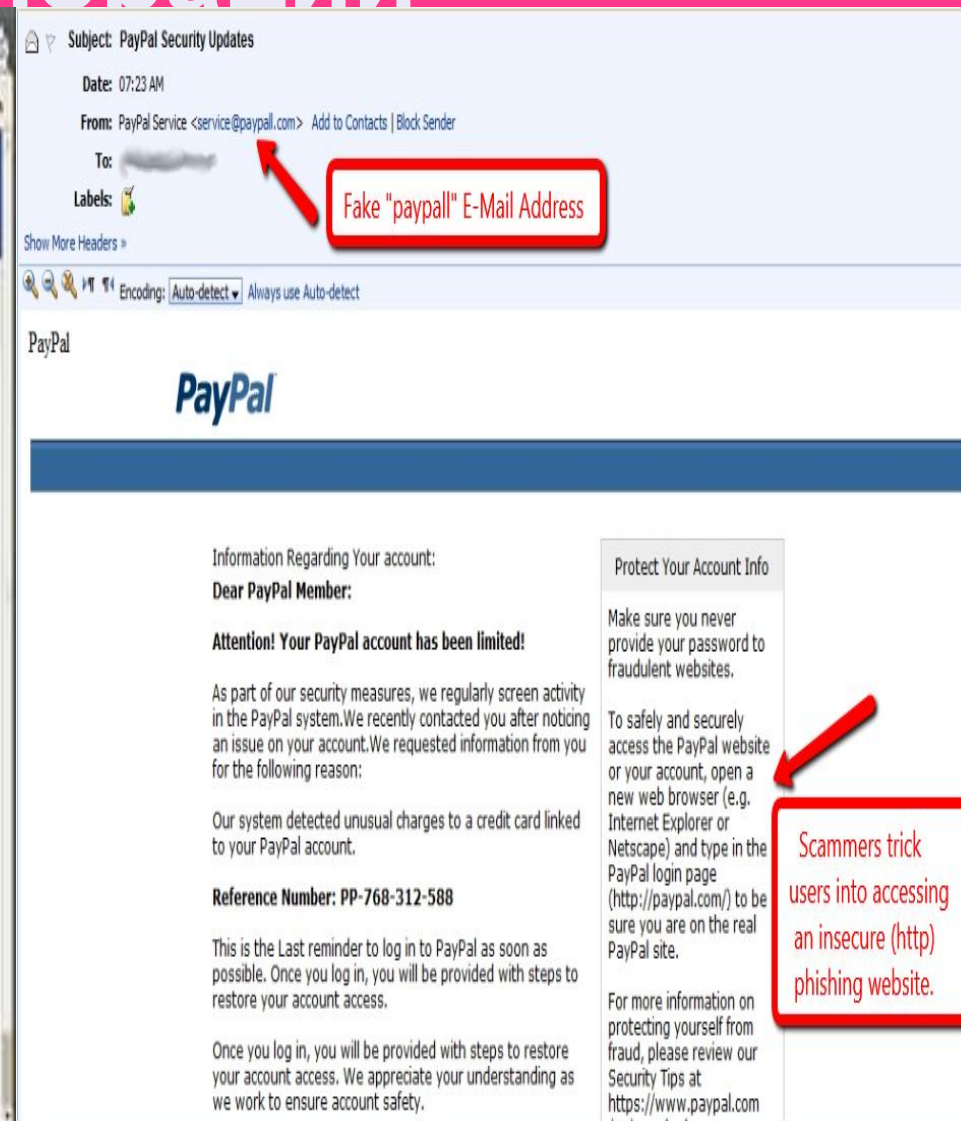 Subject: PayPal Security Updates
Date: 07:23 AM
From: PayPal Service <service@paypall.com> Add to Contacts | Block Sender
To:
Labels:
Show More Headers »
Encoding: Auto-detect Always use Auto-detect
Fake "paypall" E-Mail Address
PayPal
PayPal
Information Regarding Your account:
Dear PayPal Member:
Attention! Your PayPal account has been limited!
As part of our security measures, we regularly screen activity
in the PayPal system.We recently contacted you after noticing
an issue on your account.We requested information from you
for the following reason:
Our system detected unusual charges to a credit card linked
to your PayPal account.
Reference Number: PP-768-312-588
This is the Last reminder to log in to PayPal as soon as
possible. Once you log in, you will be provided with steps to
restore your account access.
Once you log in, you will be provided with steps to restore
your account access. We appreciate your understanding as
we work to ensure account safety.
Protect Your Account Info
Make sure you never
provide your password to
fraudulent websites.
To safely and securely
access the PayPal website
or your account, open a
new web browser (e.g.
Internet Explorer or
Netscape) and type in the
PayPal login page
(http://paypal.com/) to be
sure you are on the real
PayPal site.
For more information on
protecting yourself from
fraud, please review our
Security Tips at
https://www.paypal.com
Scammers trick
users into accessing
an insecure (http)
phishing website.